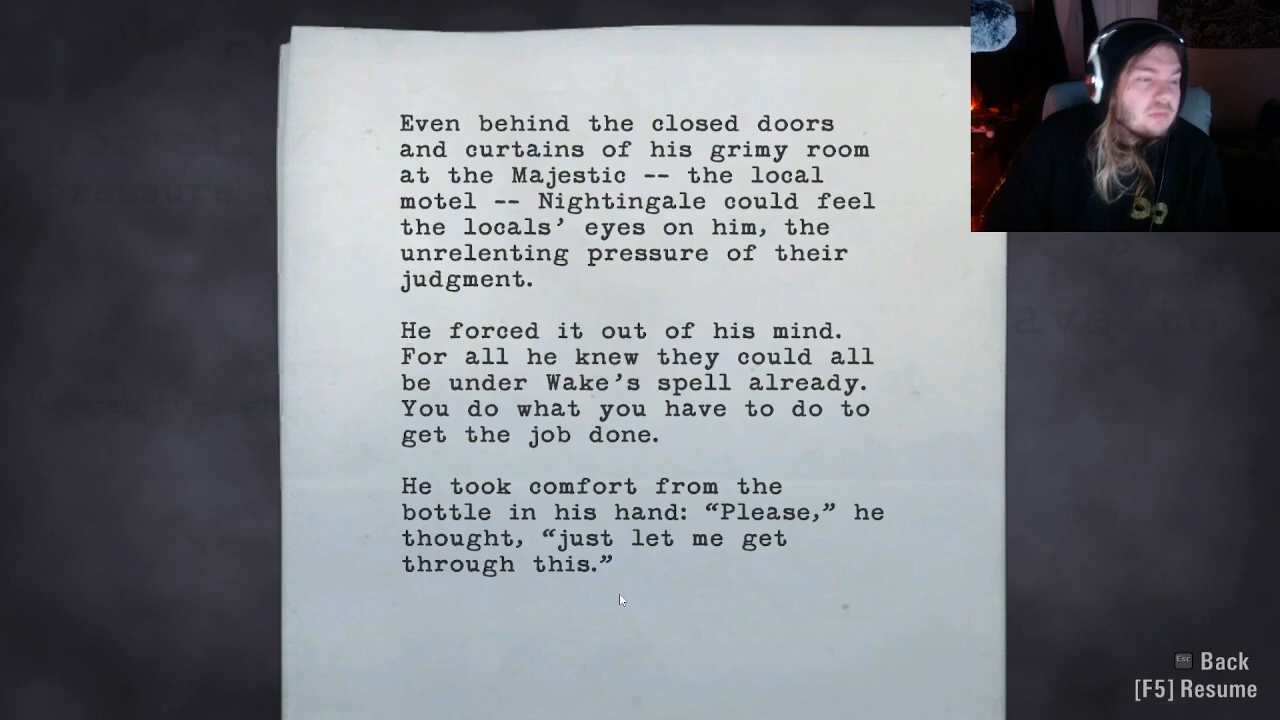 Even behind the closed doors
and curtains of his grimy room
at the Majestic -- the local
motel -- Nightingale could feel
the locals’ eyes on him, the
unrelenting pressure of their
judgment.
He forced it out of his mind.
For all he knew they could all
be under Wake’s spell already.
You do what you have to do to
get the job done.
He took comfort from the
bottle in his hand: “Please,” he
thought, “just let me get
through this.”
Esc Back
[F5] Resume